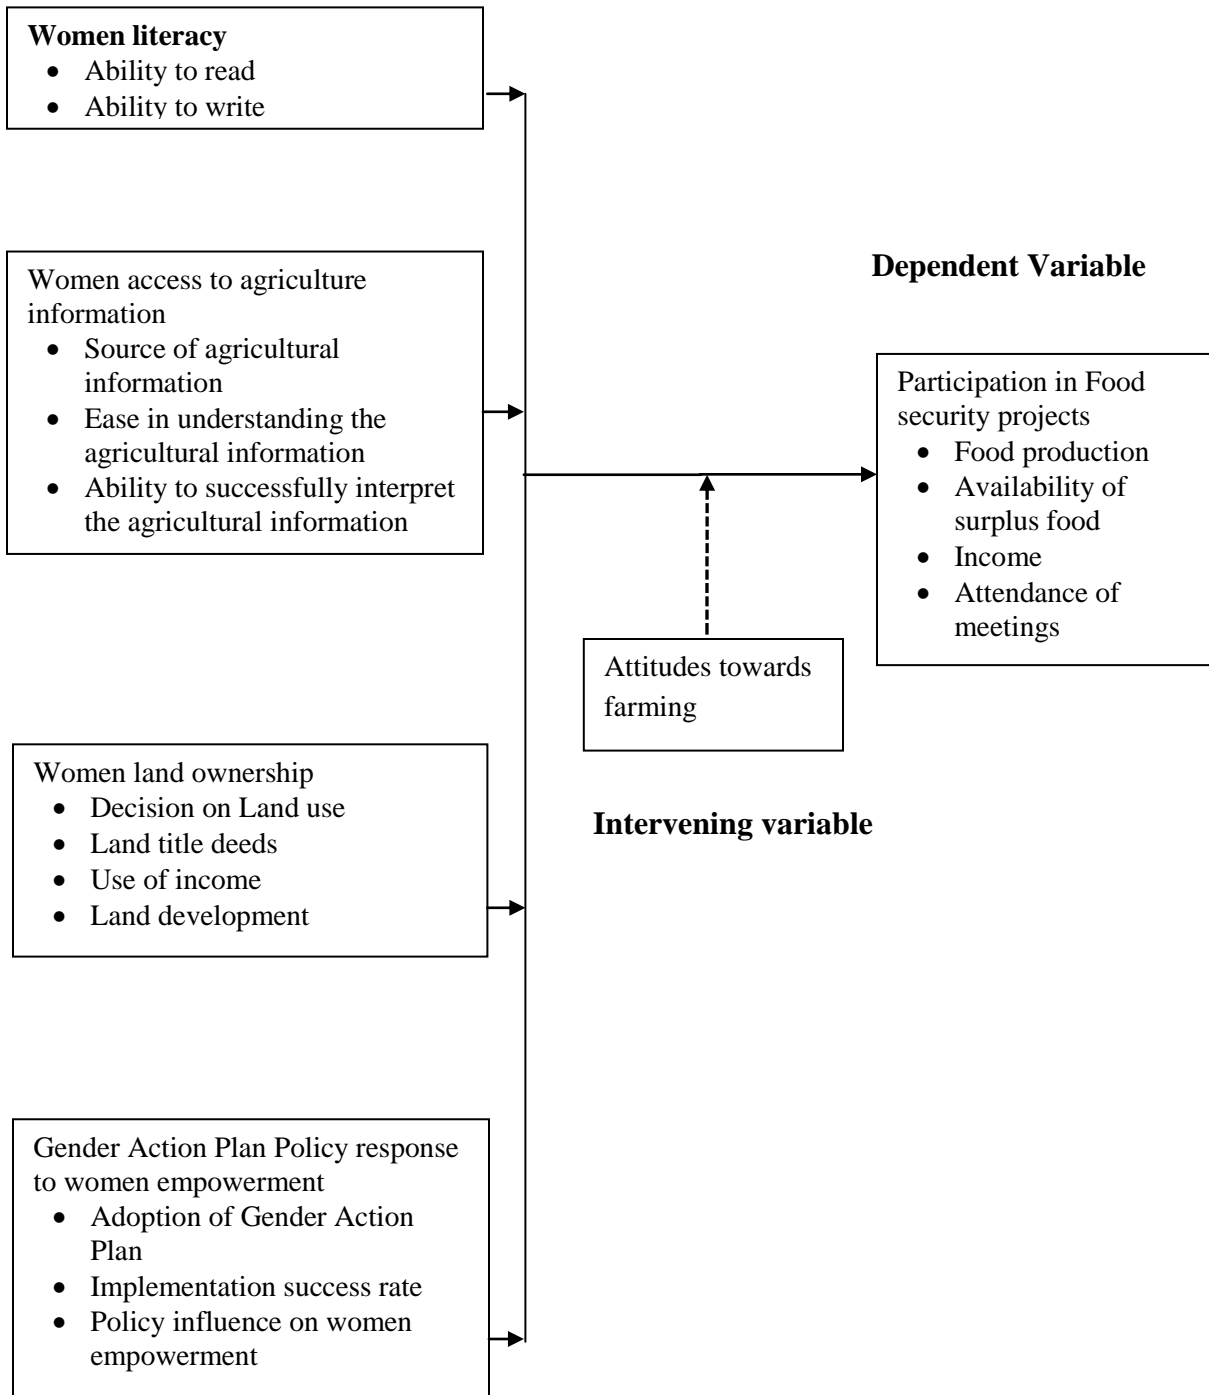 Women literacy
• Ability to read
• Ability to write
Women access to agriculture
information
• Source of agricultural
information
• Ease in understanding the
agricultural information
• Ability to successfully interpret
the agricultural information
Dependent Variable
Participation in Food
security projects
• Food production
• Availability of
surplus food
• Income
• Attendance of
meetings
Attitudes towards
farming
Intervening variable
Women land ownership
• Decision on Land use
• Land title deeds
• Use of income
• Land development
Gender Action Plan Policy response
to women empowerment
• Adoption of Gender Action
Plan
• Implementation success rate
• Policy influence on women
empowerment